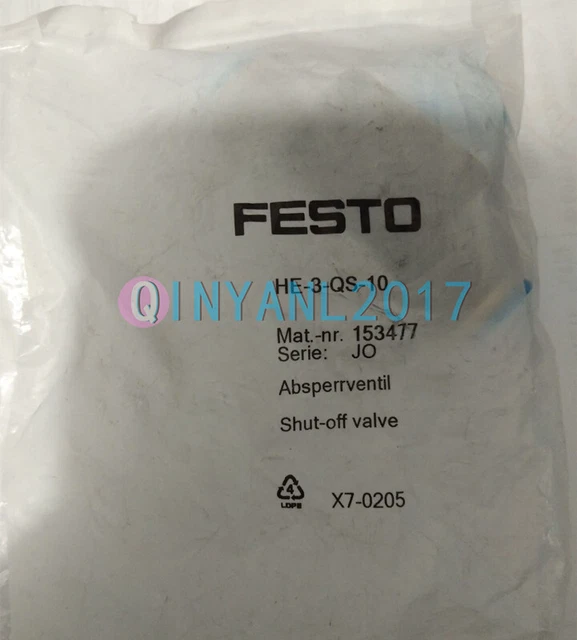 FESTO
HE-3-QS-10
QINYANL2017
Mat.-nr. 153477
Serie: JO
Absperrventil
Shut-off valve
4
LDPE
X7-0205